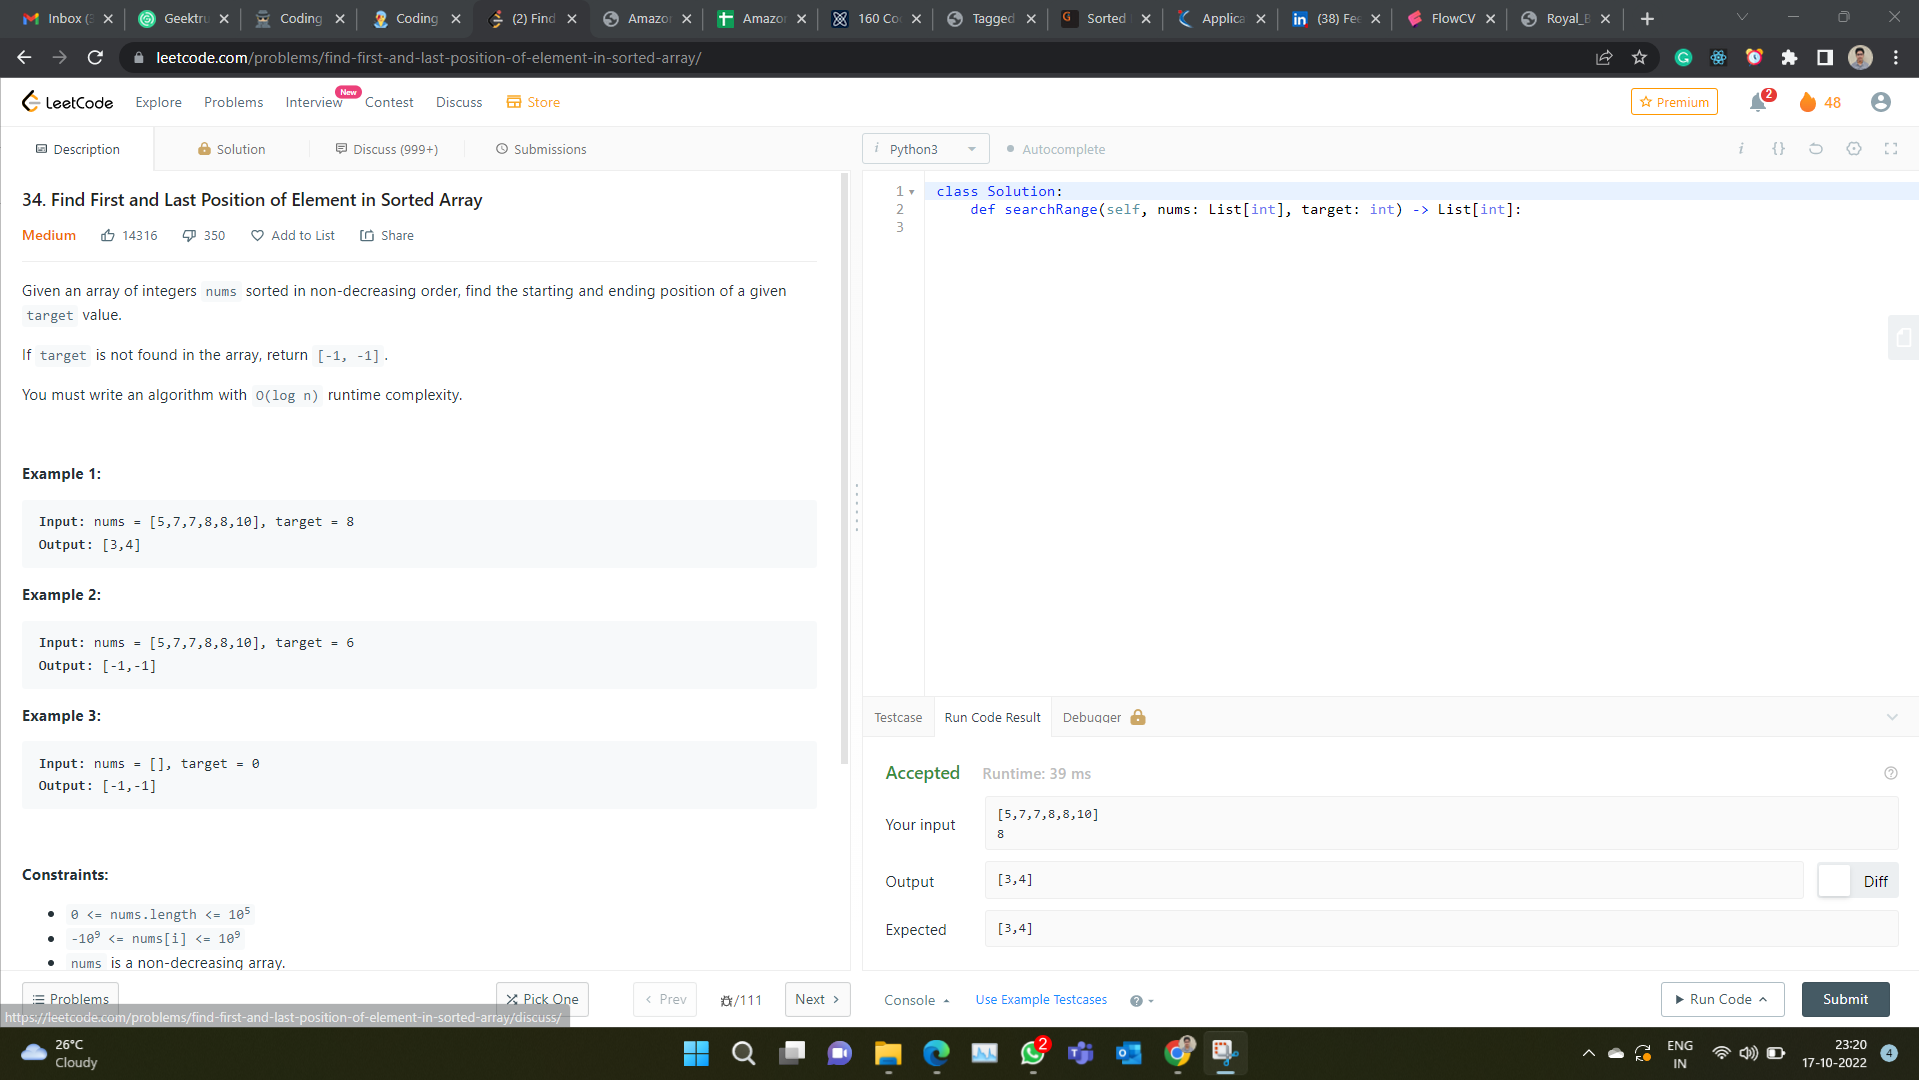 Inbox (3
Geektru
Coding
Coding
(2) Find
Amazon
Amazon
160 Co
Tagged
Sorted
Applica
(38) Fee
FlowCV
Royal_B
leetcode.com/problems/find-first-and-last-position-of-element-in-sorted-array/
LeetCode Explore Problems Interview New Contest Discuss Store
Premium 2 48
Description Solution Discuss (999+) Submissions
34. Find First and Last Position of Element in Sorted Array
Medium 14316 350 Add to List Share
Given an array of integers nums sorted in non-decreasing order, find the starting and ending position of a given
target value.
If target is not found in the array, return [-1, -1].
You must write an algorithm with O(log n) runtime complexity.
Example 1:
Input: nums = [5,7,7,8,8,10], target = 8
Output: [3,4]
Example 2:
Input: nums = [5,7,7,8,8,10], target = 6
Output: [-1,-1]
Example 3:
Input: nums = [], target = 0
Output: [-1,-1]
Constraints:
0 <= nums.length <= 10⁵
-10⁹ <= nums[i] <= 10⁹
nums is a non-decreasing array.
Problems Pick One Prev /111 Next
https://leetcode.com/problems/find-first-and-last-position-of-element-in-sorted-array/discuss/
i Python3 Autocomplete i {}
1 class Solution:
2 def searchRange(self, nums: List[int], target: int) -> List[int]:
3
Testcase Run Code Result Debugger
Accepted Runtime: 39 ms
Your input
[5,7,7,8,8,10]
8
Output [3,4] Diff
Expected [3,4]
Console Use Example Testcases Run Code Submit
26°C
Cloudy
2
ENG
IN
23:20
17-10-2022
4